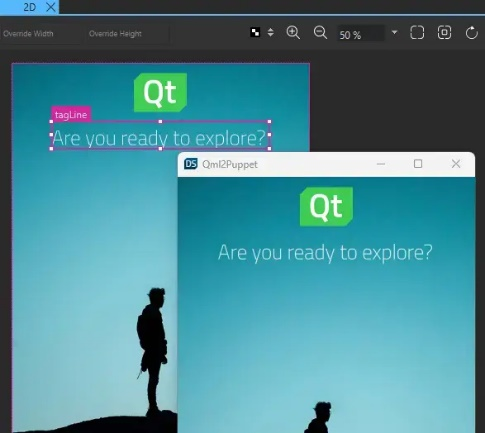 2D
Override Width Override Height 50 %
Qt
tagLine
Are you ready to explore?
DS Qml2Puppet
Qt
Are you ready to explore?